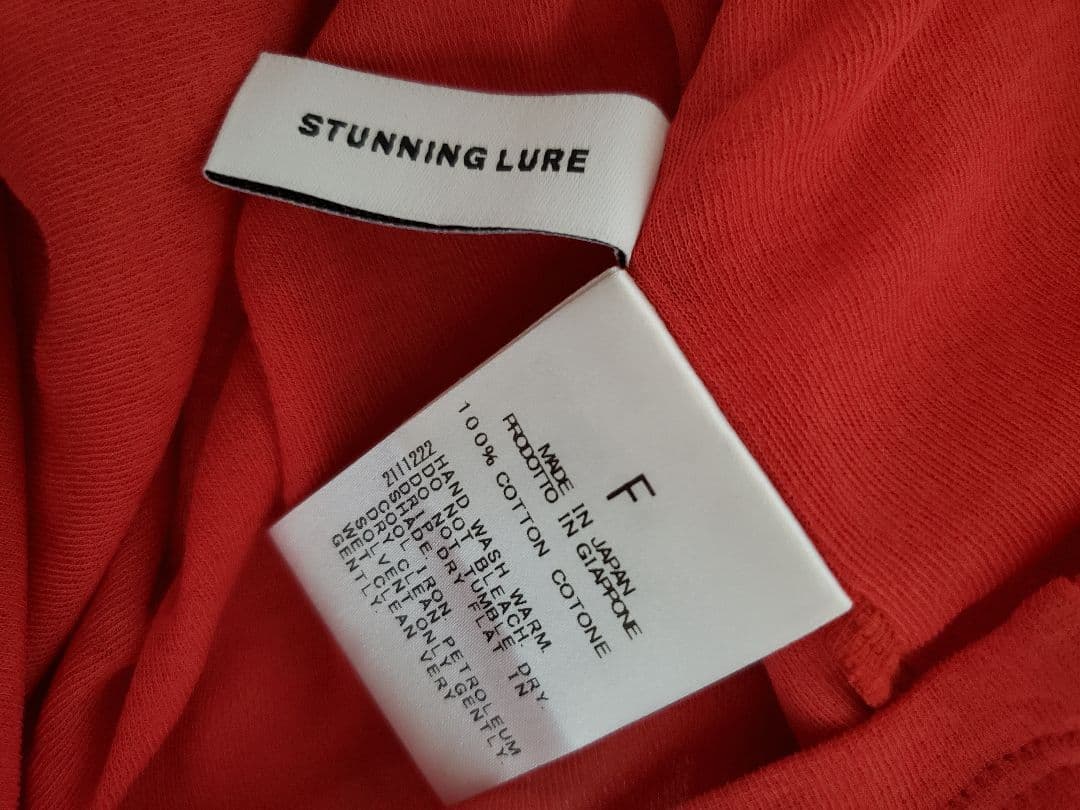 STUNNING LURE
F
MADE IN JAPAN
PRODOTTO IN GIAPPONE
100% COTTON COTONE
HAND WASH WARM.
DO NOT BLEACH.
DO NOT TUMBLE DRY.
DRIP DRY FLAT IN
SHADE.
COOL IRON
DRY CLEAN, PETROLEUM
SOLVENT ONLY GENTLY.
WET CLEAN VERY
GENTLY.